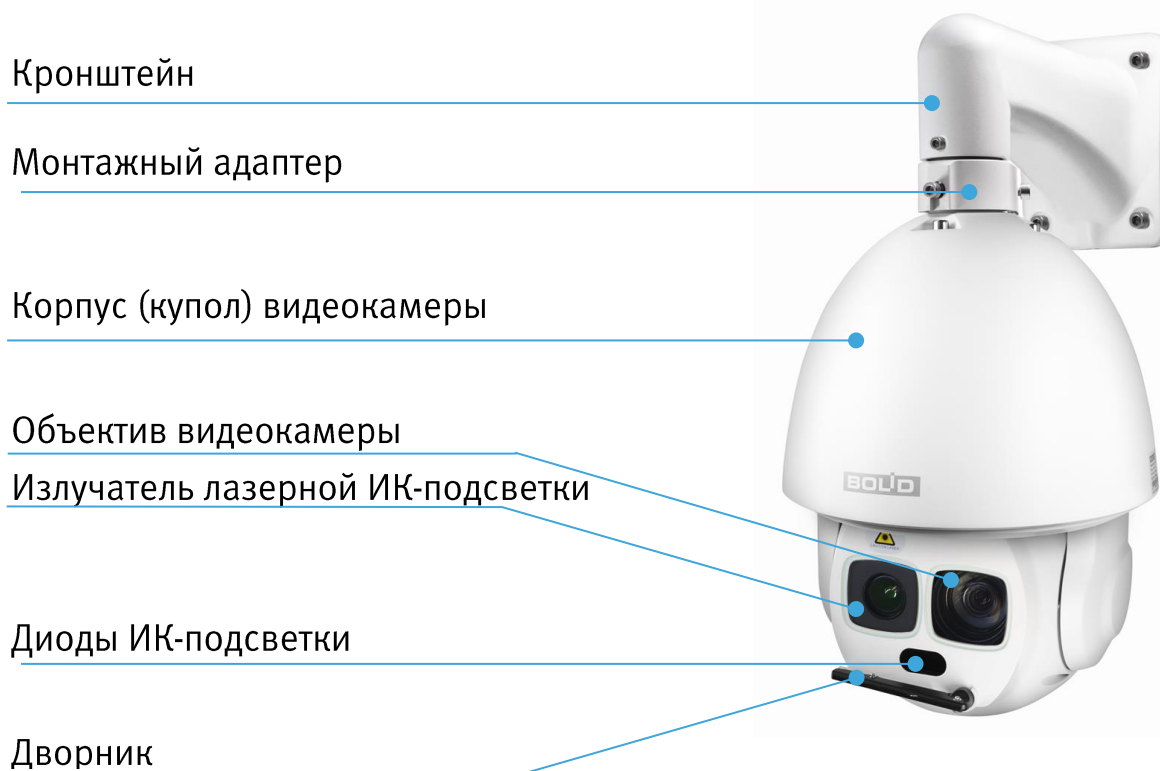 Кронштейн
Монтажный адаптер
Корпус (купол) видеокамеры
Объектив видеокамеры
BOLID
Излучатель лазерной ИК-подсветки
Диоды ИК-подсветки
Дворник